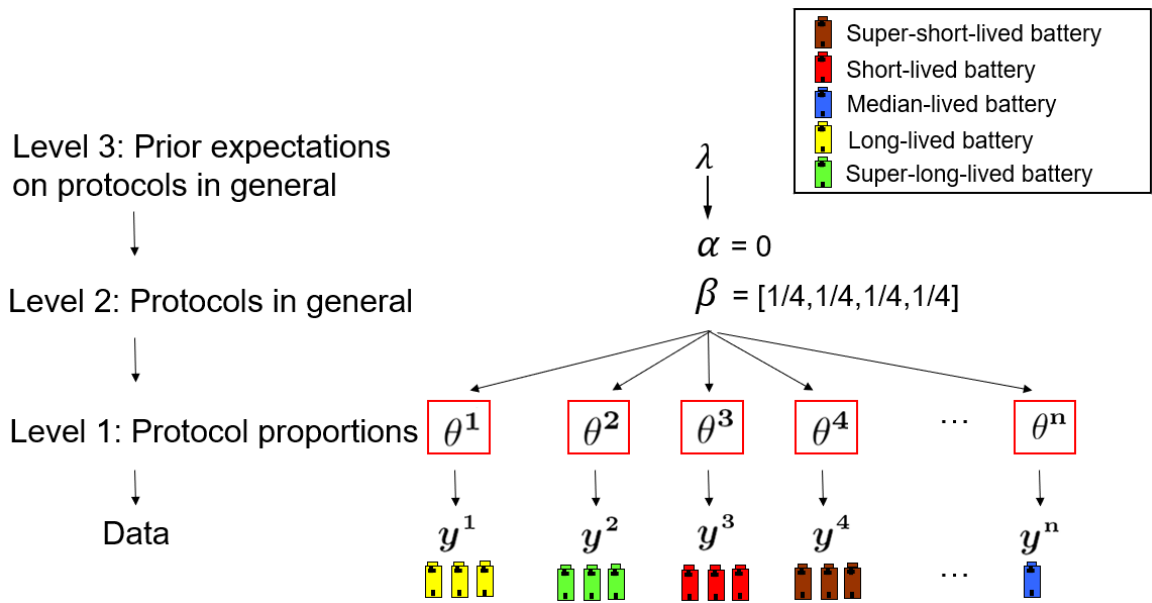 Super-short-lived battery
Short-lived battery
Median-lived battery
Long-lived battery
Super-long-lived battery
Level 3: Prior expectations
on protocols in general
λ
α = 0
Level 2: Protocols in general
β = [1/4,1/4,1/4,1/4]
Level 1: Protocol proportions
θ¹ θ² θ³ θ⁴ ... θⁿ
Data
y¹ y² y³ y⁴ yⁿ
...